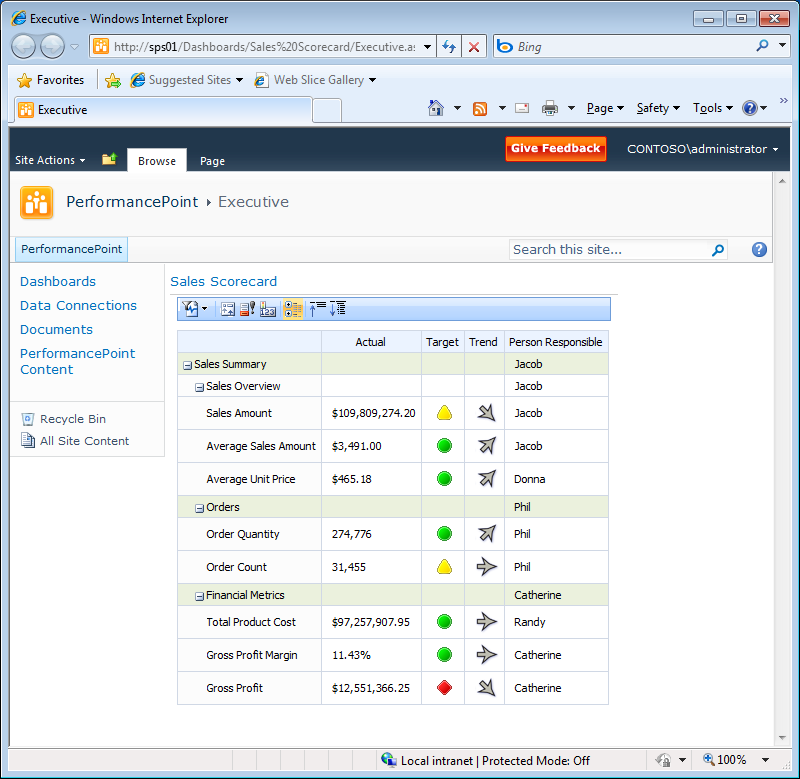 Executive - Windows Internet Explorer
http://sps01/Dashboards/Sales%20Scorecard/Executive.as
Bing
Favorites
Suggested Sites
Web Slice Gallery
Executive
Page
Safety
Tools
»
Site Actions
Browse
Page
Give Feedback
CONTOSO\administrator
PerformancePoint
Executive
PerformancePoint
Search this site...
Dashboards
Data Connections
Documents
PerformancePoint
Content
Recycle Bin
All Site Content
Sales Scorecard
Actual Target Trend Person Responsible
Sales Summary Jacob
Sales Overview Jacob
Sales Amount $109,809,274.20 Jacob
Average Sales Amount $3,491.00 Jacob
Average Unit Price $465.18 Donna
Orders Phil
Order Quantity 274,776 Phil
Order Count 31,455 Phil
Financial Metrics Catherine
Total Product Cost $97,257,907.95 Randy
Gross Profit Margin 11.43% Catherine
Gross Profit $12,551,366.25 Catherine
Local intranet | Protected Mode: Off
100%